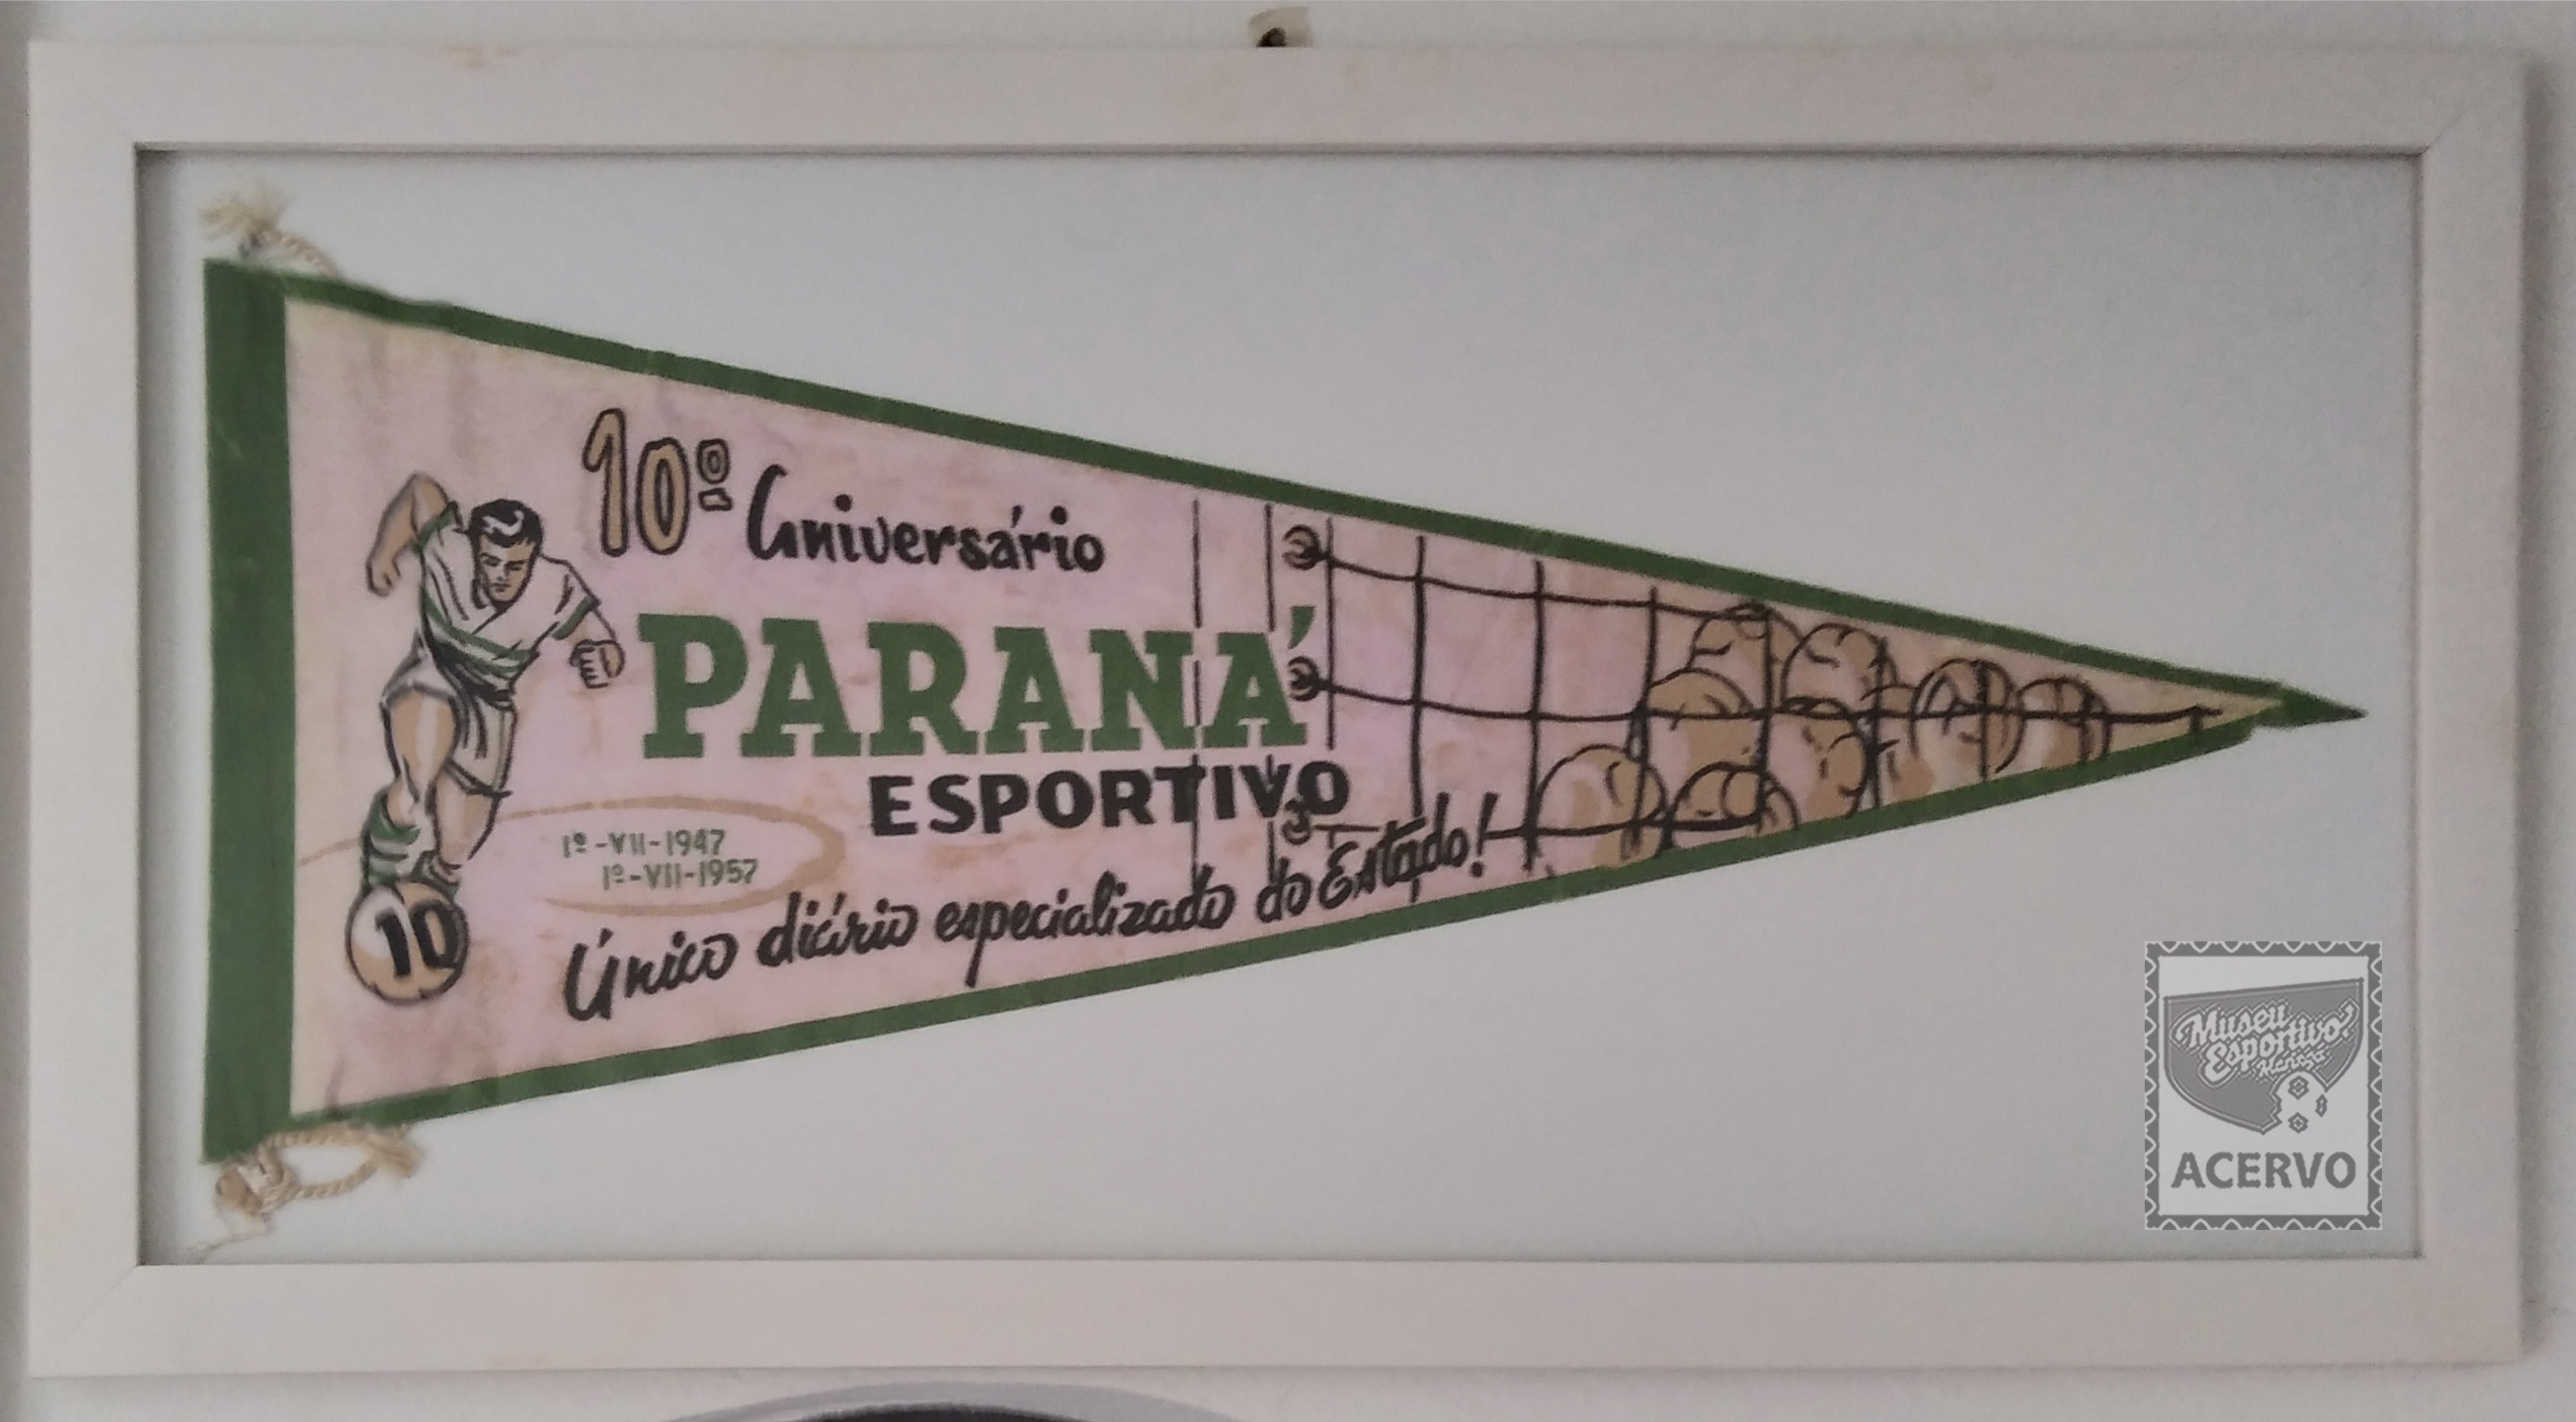 10º Aniversário
PARANÁ
ESPORTIVO
1º-VII-1947
1º-VII-1957
Único diário especializado do Estado!
10
Museu
Esportivo
Maringá
ACERVO